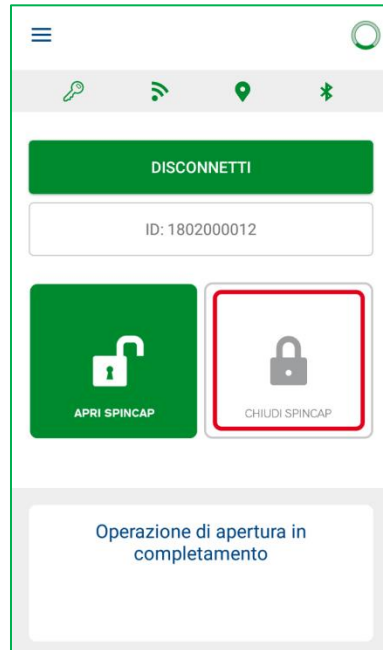 DISCONNETTI
ID: 1802000012
APRI SPINCAP
CHIUDI SPINCAP
Operazione di apertura in
completamento